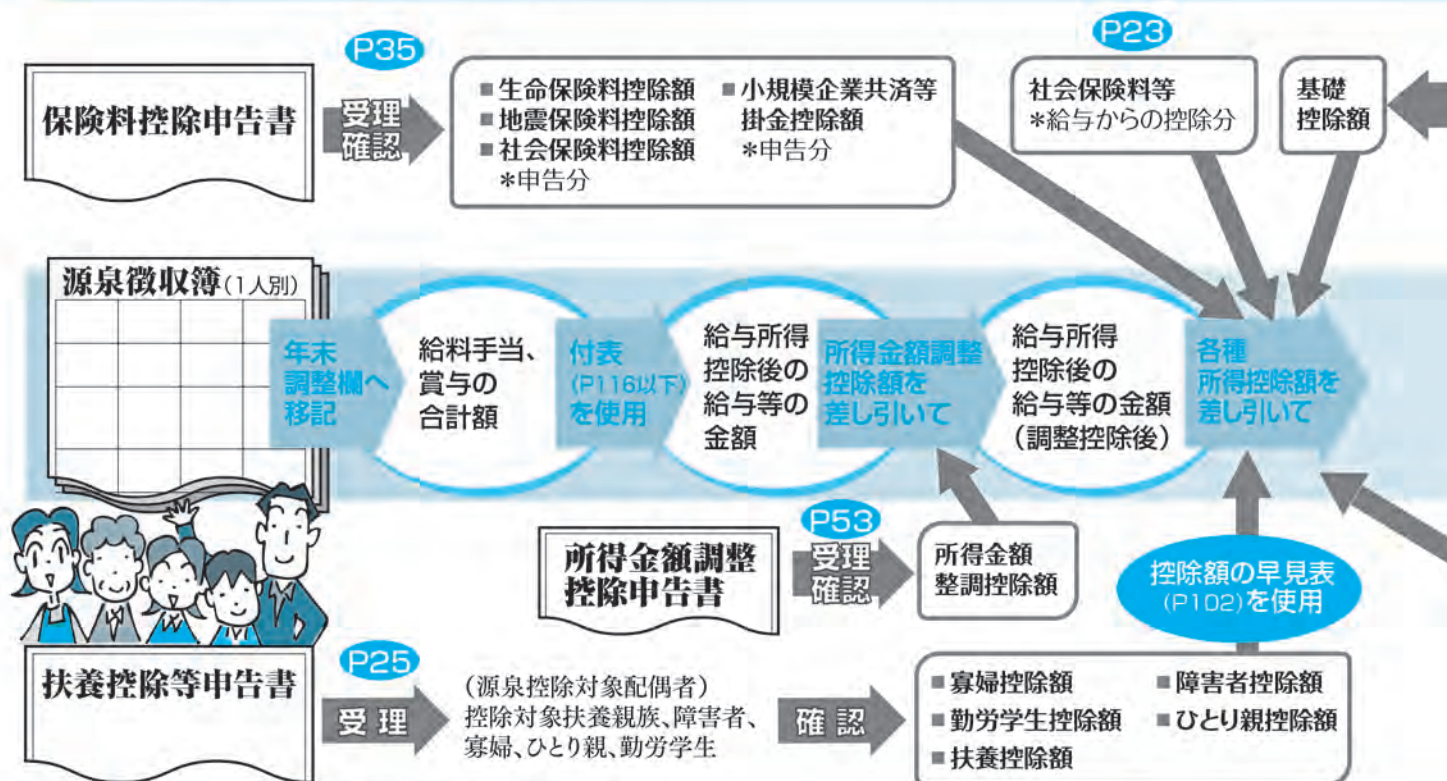 P35
P23
保険料控除申告書
受理
確認
■生命保険料控除額
■地震保険料控除額
■社会保険料控除額
*申告分
■小規模企業共済等
掛金控除額
*申告分
社会保険料等
*給与からの控除分
基礎
控除額
源泉徴収簿(1人別)
年末
調整欄へ
移記
給料手当、
賞与の
合計額
付表
(P116以下)
を使用
給与所得
控除後の
給与等の
金額
所得金額調整
控除額を
差し引いて
給与所得
控除後の
給与等の金額
(調整控除後)
各種
所得控除額を
差し引いて
所得金額調整
控除申告書
P53
受理
確認
所得金額
整調控除額
控除額の早見表
(P102)を使用
扶養控除等申告書
P25
受理
(源泉控除対象配偶者)
控除対象扶養親族、障害者、
寡婦、ひとり親、勤労学生
確認
■寡婦控除額
■勤労学生控除額
■扶養控除額
■障害者控除額
■ひとり親控除額